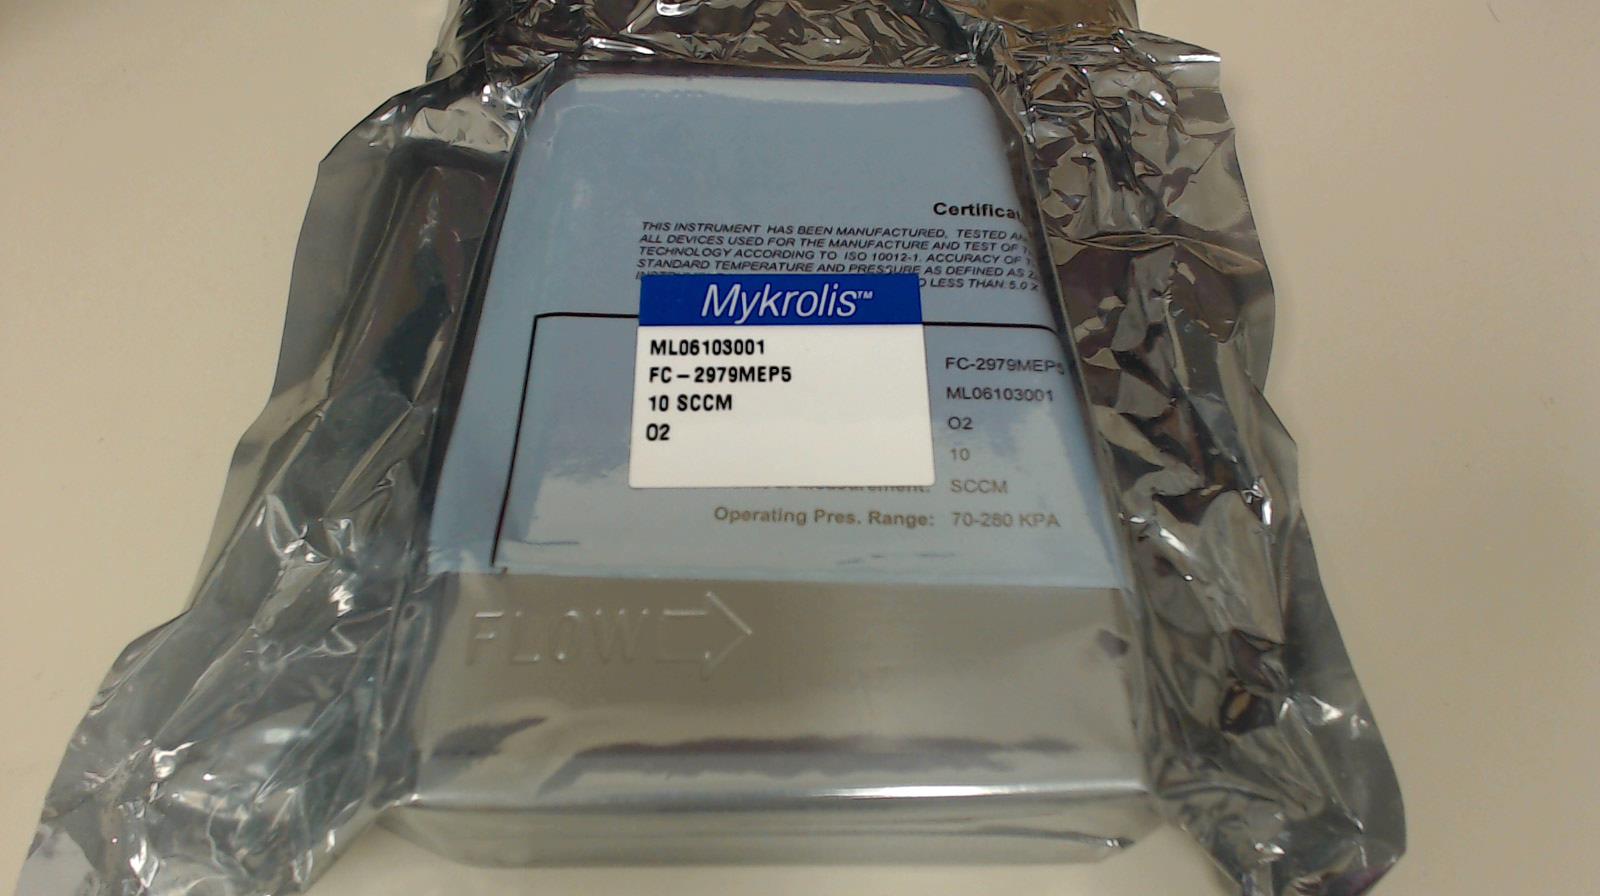 Certifica
THIS INSTRUMENT HAS BEEN MANUFACTURED, TESTED
ALL DEVICES USED FOR THE MANUFACTURE AND TEST OF
TECHNOLOGY ACCORDING TO ISO 10012-1. ACCURACY OF
STANDARD TEMPERATURE AND PRESSURE AS DEFINED AS
LESS THAN 5.0 X
Mykrolis™
ML06103001
FC-2979MEP5
10 SCCM
O2
FC-2979MEP5
ML06103001
O2
10
SCCM
Operating Pres. Range: 70-280 KPA
FLOW